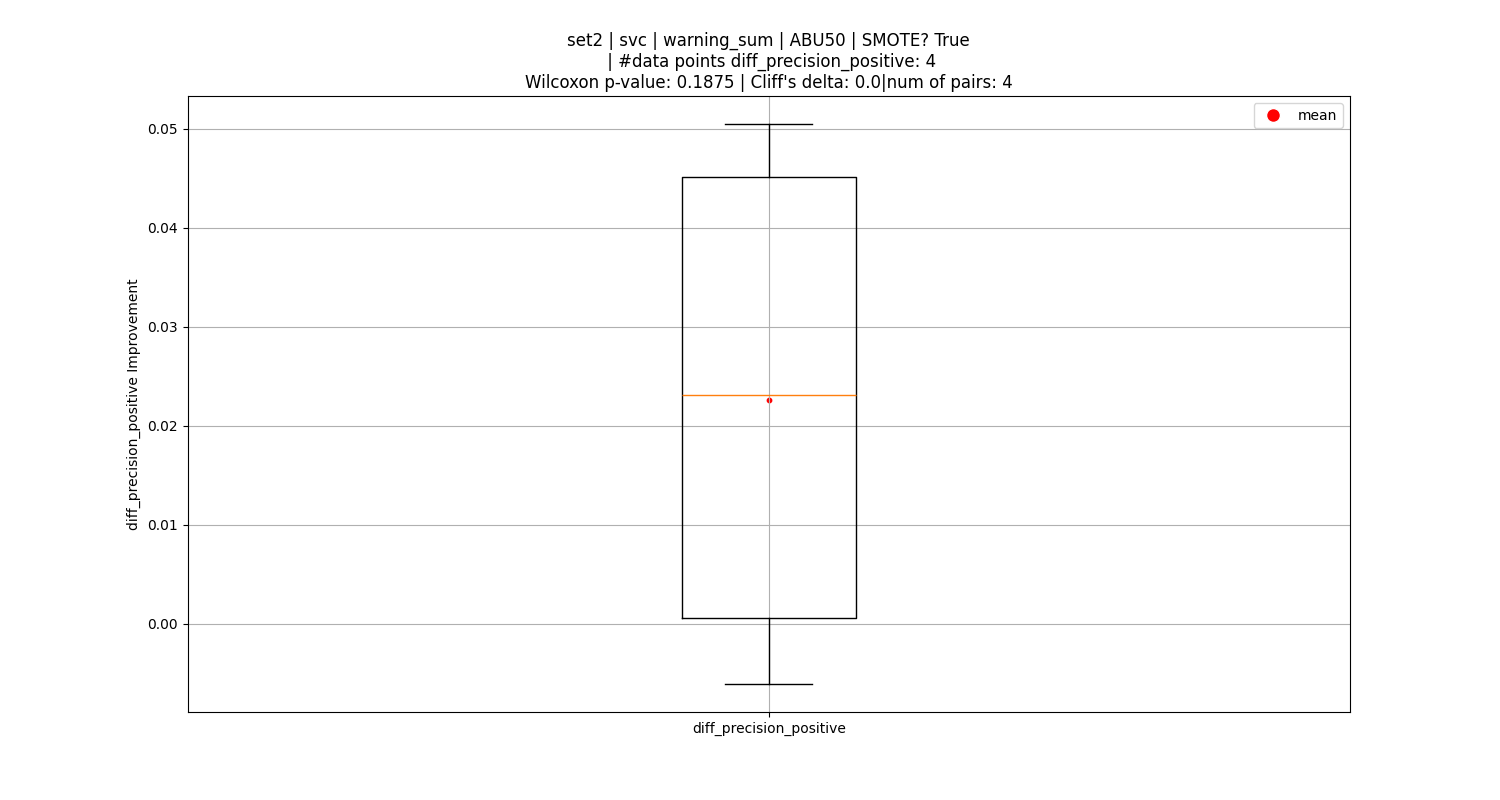 set2 | svc | warning_sum | ABU50 | SMOTE? True
| #data points diff_precision_positive: 4
Wilcoxon p-value: 0.1875 | Cliff's delta: 0.0|num of pairs: 4
mean
0.05
0.04
0.03
0.02
0.01
0.00
diff_precision_positive Improvement
diff_precision_positive